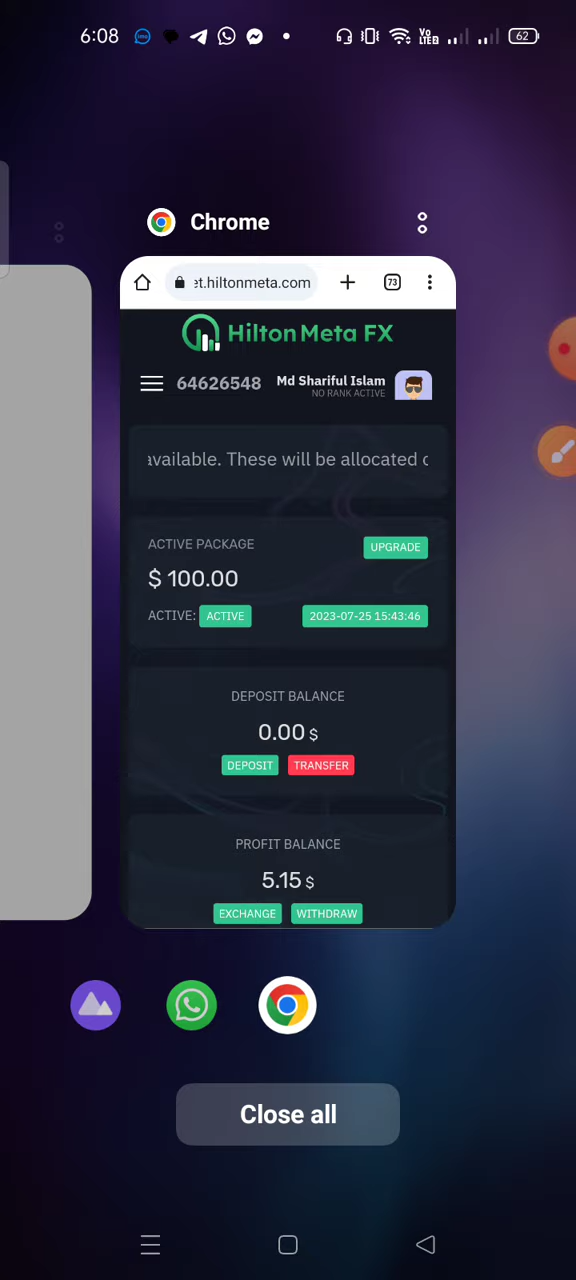 6:08
Vo
LTE2
62
Chrome
et.hiltonmeta.com
73
Hilton Meta FX
64626548
Md Shariful Islam
NO RANK ACTIVE
available. These will be allocated
ACTIVE PACKAGE
UPGRADE
$ 100.00
ACTIVE: ACTIVE
2023-07-25 15:43:46
DEPOSIT BALANCE
0.00 $
DEPOSIT
TRANSFER
PROFIT BALANCE
5.15 $
EXCHANGE
WITHDRAW
Close all